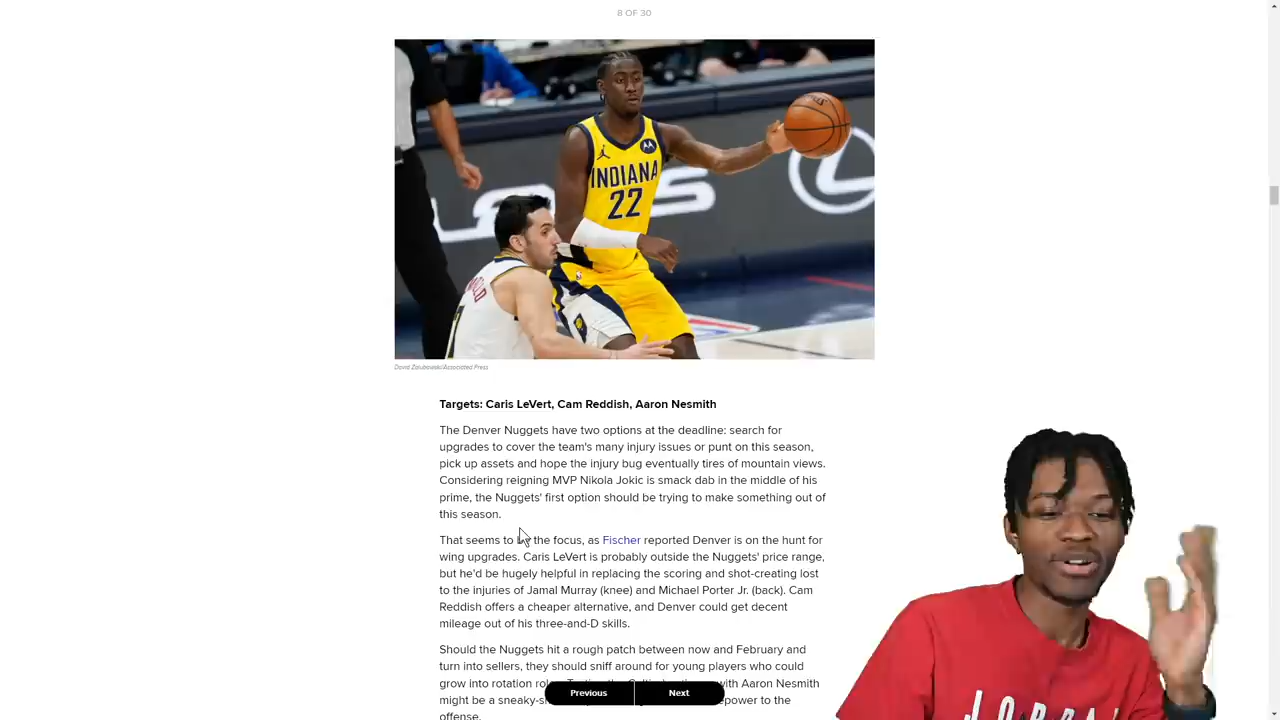 8 OF 30
INDIANA
22
David Zalubowski/Associated Press
Targets: Caris LeVert, Cam Reddish, Aaron Nesmith
The Denver Nuggets have two options at the deadline: search for
upgrades to cover the team's many injury issues or punt on this season,
pick up assets and hope the injury bug eventually tires of mountain views.
Considering reigning MVP Nikola Jokic is smack dab in the middle of his
prime, the Nuggets' first option should be trying to make something out of
this season.
That seems to the focus, as Fischer reported Denver is on the hunt for
wing upgrades. Caris LeVert is probably outside the Nuggets' price range,
but he'd be hugely helpful in replacing the scoring and shot-creating lost
to the injuries of Jamal Murray (knee) and Michael Porter Jr. (back). Cam
Reddish offers a cheaper alternative, and Denver could get decent
mileage out of his three-and-D skills.
Should the Nuggets hit a rough patch between now and February and
turn into sellers, they should sniff around for young players who could
grow into rotation with Aaron Nesmith
might be a
offense.
Previous
Next
JORDAN